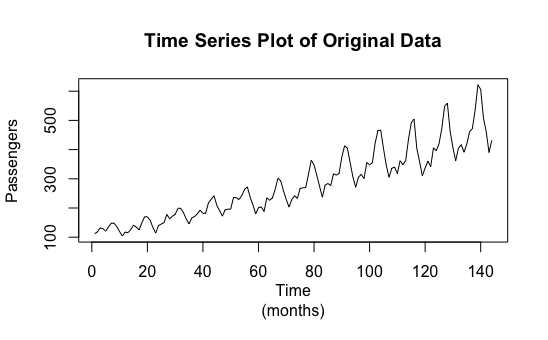 Time Series Plot of Original Data
Passengers
500
300
100
0 20 40 60 80 100 120 140
Time
(months)